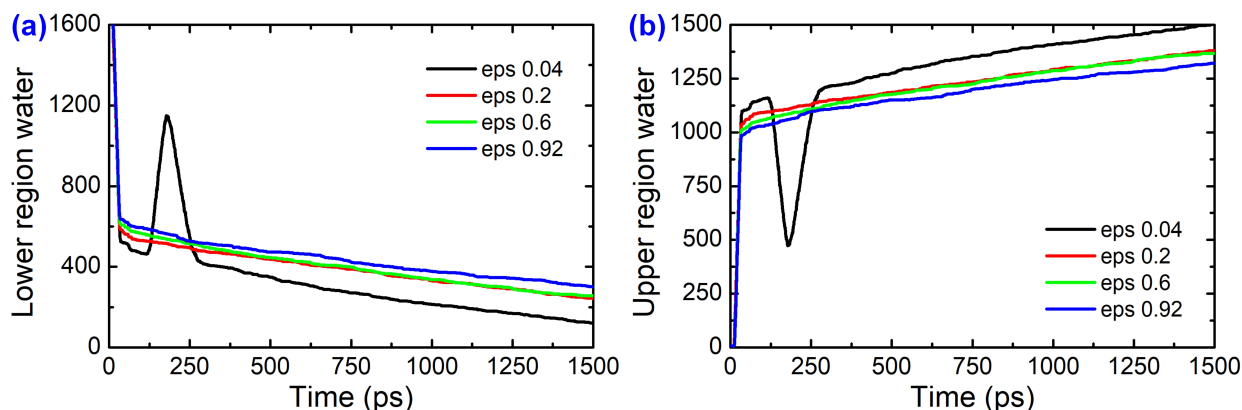 (a)
Lower region water
1600
1200
800
400
0
eps 0.04
eps 0.2
eps 0.6
eps 0.92
0 250 500 750 1000 1250 1500
Time (ps)
(b)
Upper region water
1500
1250
1000
750
500
250
0
eps 0.04
eps 0.2
eps 0.6
eps 0.92
0 250 500 750 1000 1250 1500
Time (ps)